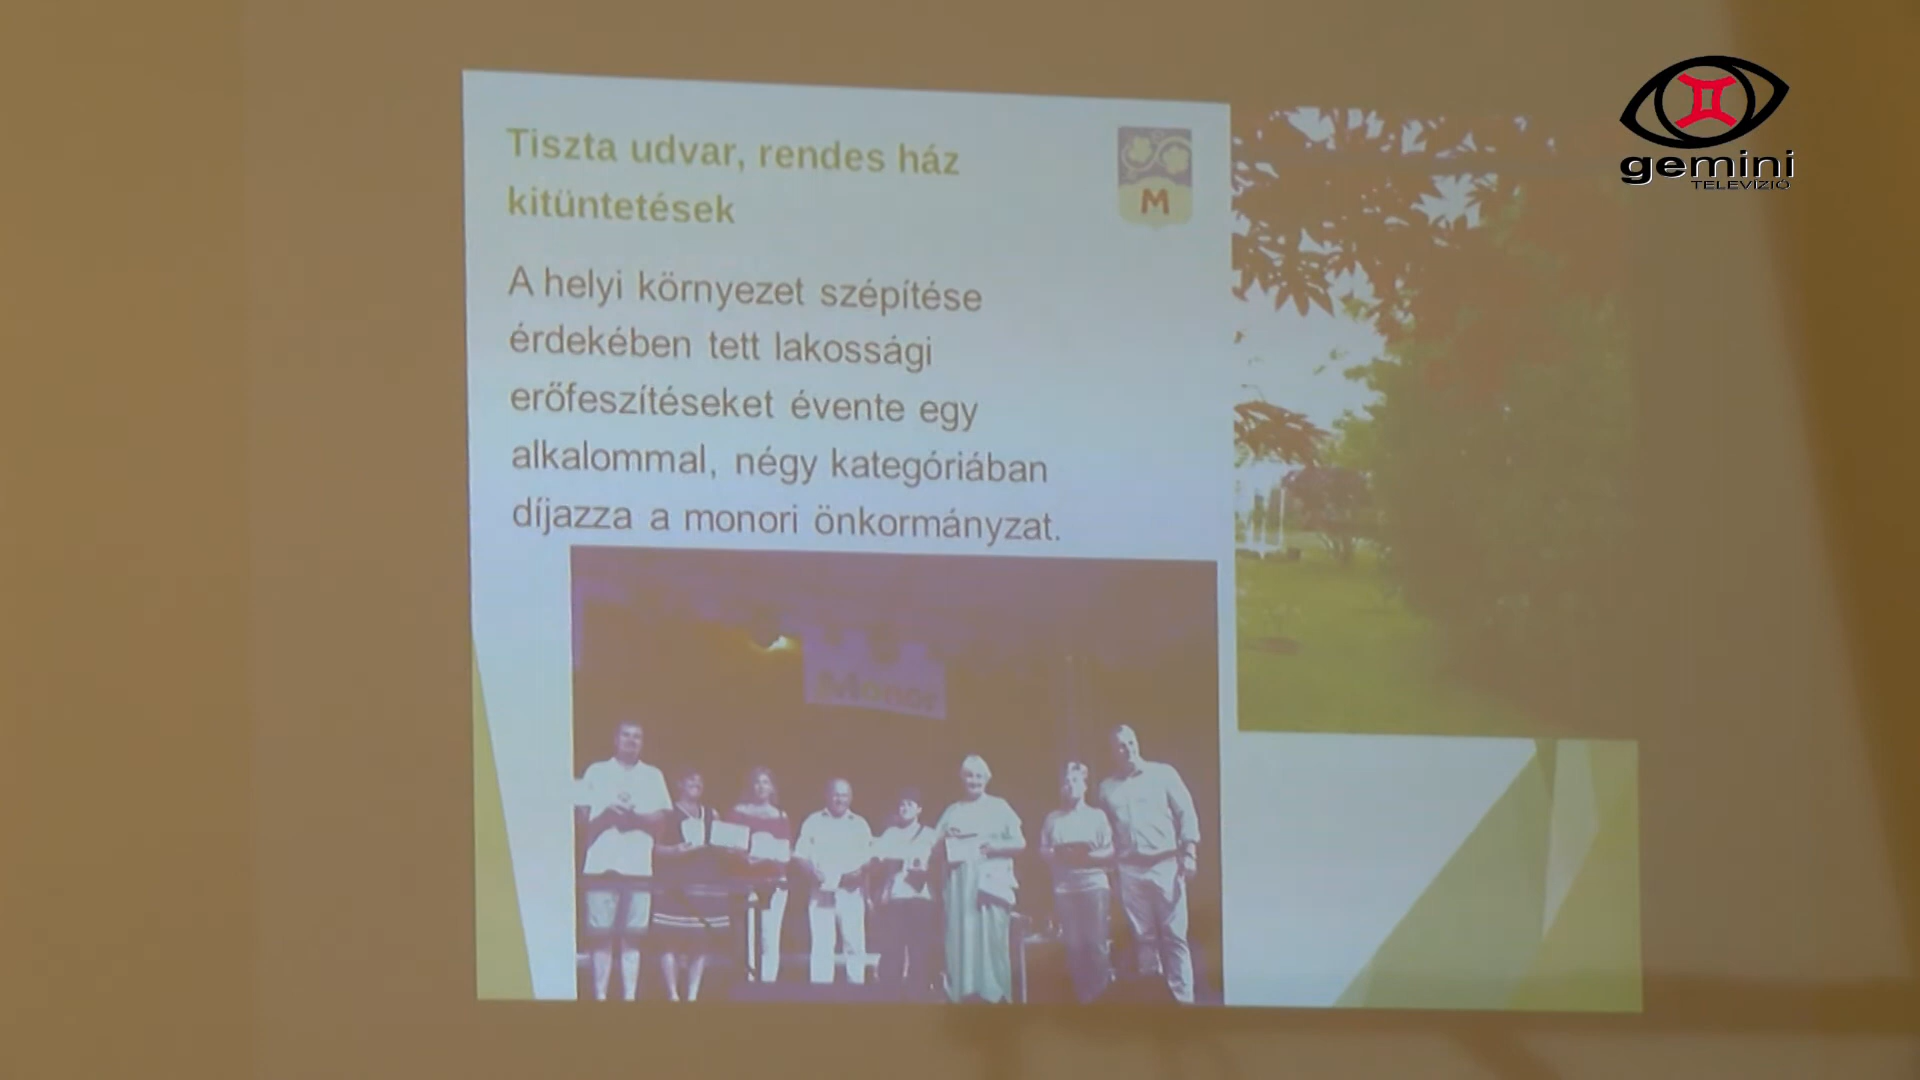 Tiszta udvar, rendes ház
kitüntetések
M
A helyi környezet szépítése
érdekében tett lakossági
erőfeszítéseket évente egy
alkalommal, négy kategóriában
díjazza a monori önkormányzat.
Monor
gemini
TELEVÍZIÓ